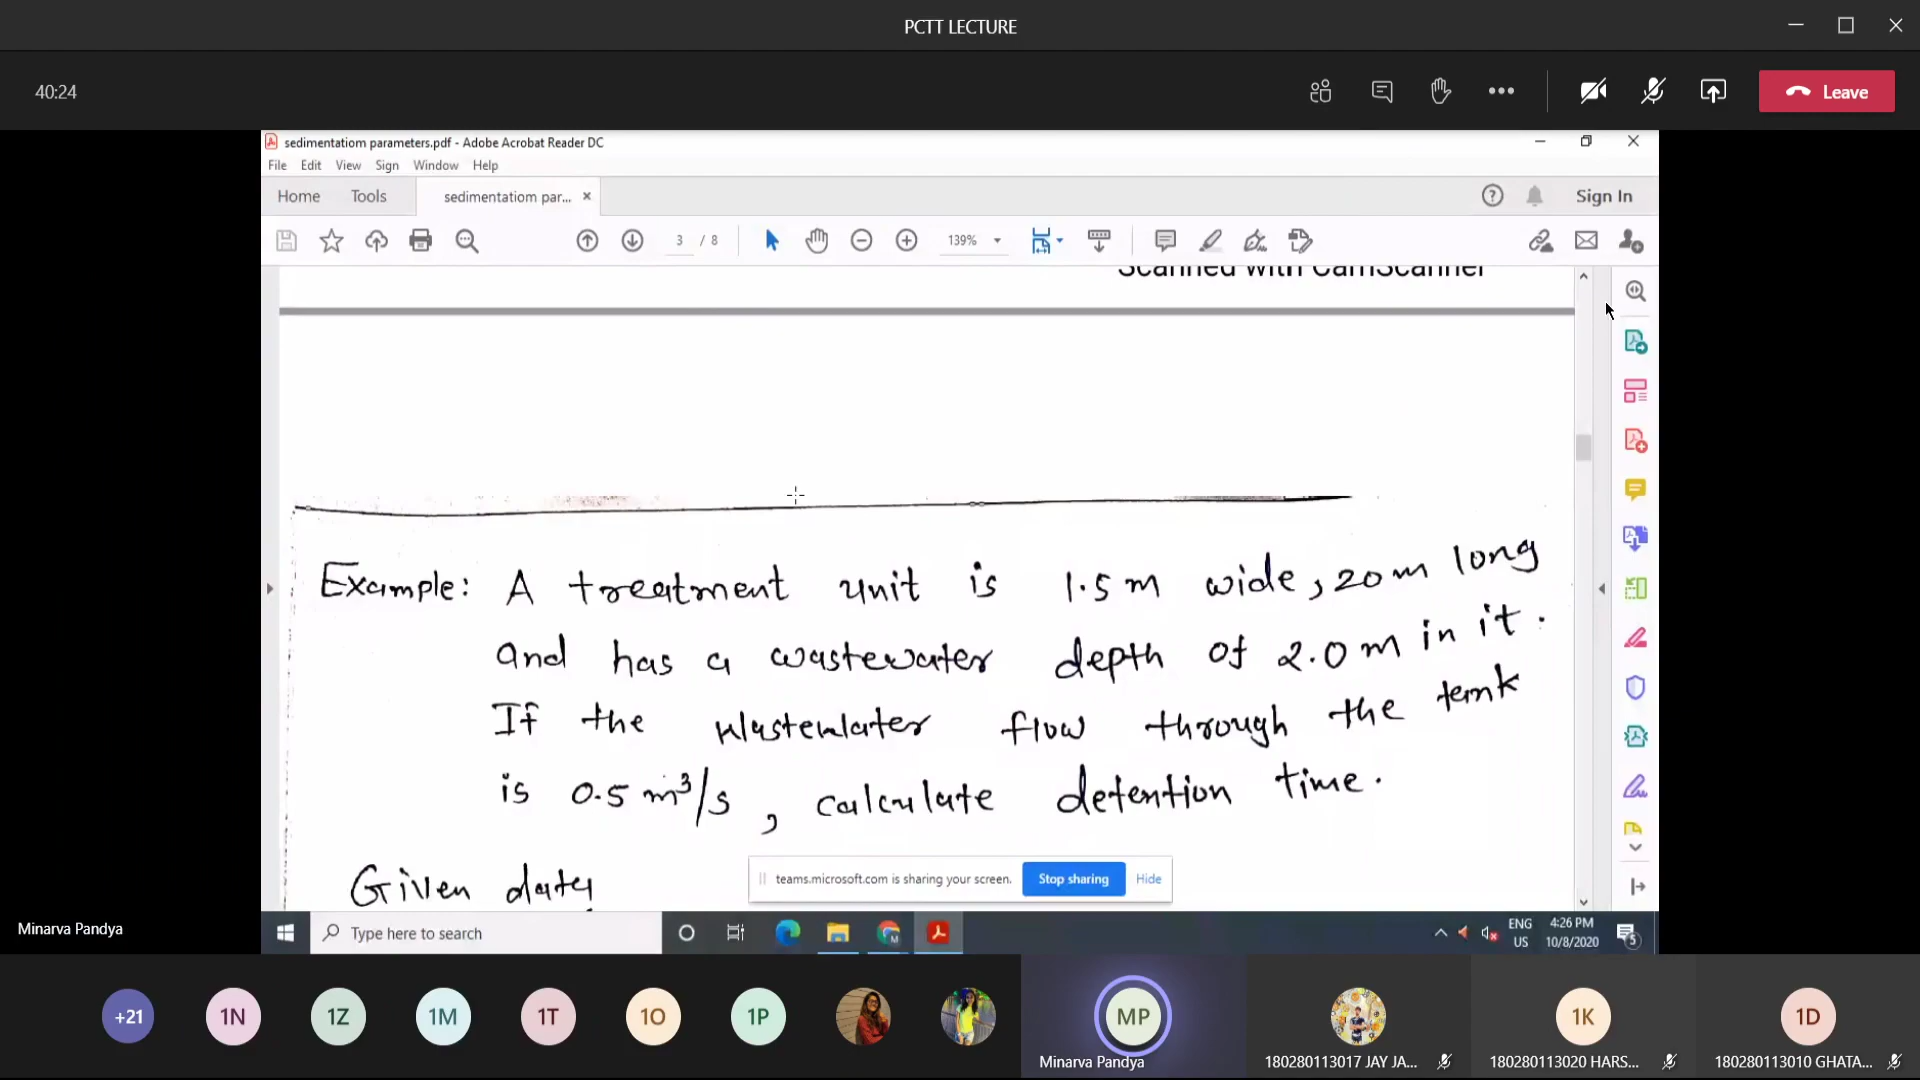 PCTT LECTURE
40:24
Leave
sedimentatiom parameters.pdf - Adobe Acrobat Reader DC
File Edit View Sign Window Help
Home Tools sedimentatiom par... × Sign In
3 / 8 139%
Scanned with CamScanner
Example: A treatment unit is 1.5 m wide, 20 m long
and has a wastewater depth of 2.0 m in it.
If the wastewater flow through the tank
is 0.5 m³/s, calculate detention time.
Given data
teams.microsoft.com is sharing your screen. Stop sharing Hide
Minarva Pandya
Type here to search
ENG
US
4:26 PM
10/8/2020
5
+21 1N 1Z 1M 1T 1O 1P MP 1K 1D
Minarva Pandya 180280113017 JAY JA... 180280113020 HARS... 180280113010 GHATA...